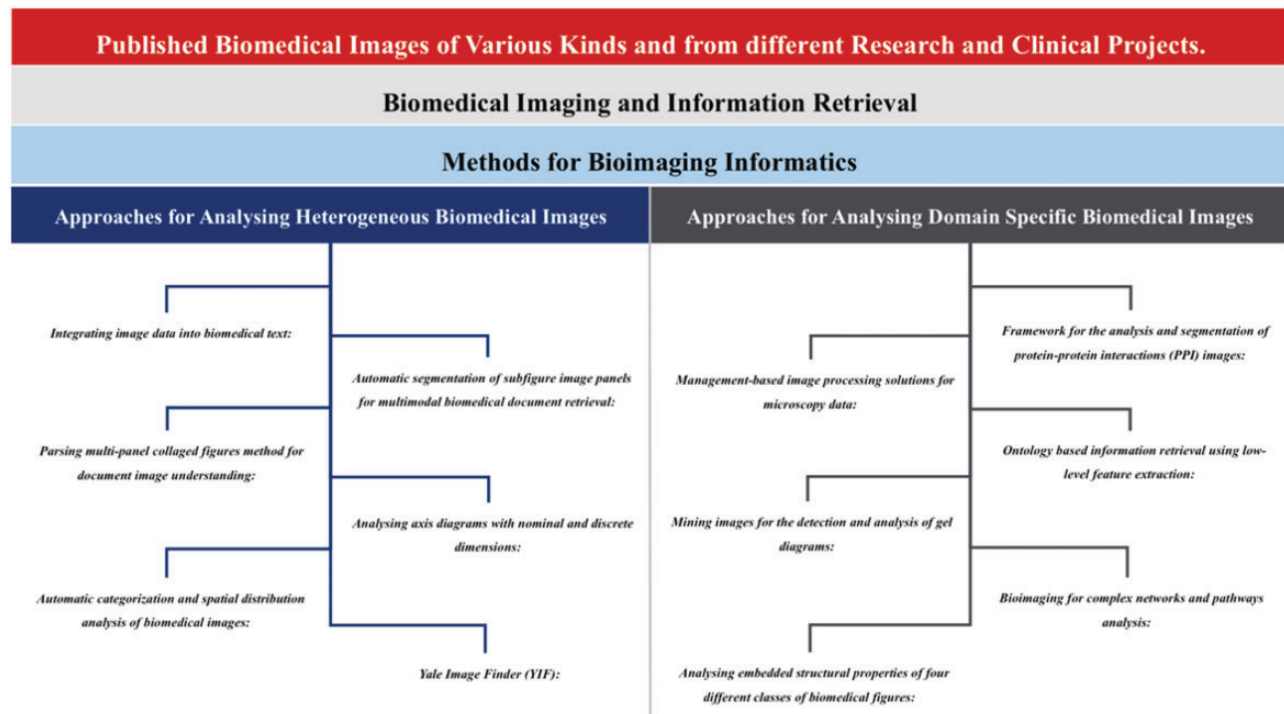 Published Biomedical Images of Various Kinds and from different Research and Clinical Projects.
Biomedical Imaging and Information Retrieval
Methods for Bioimaging Informatics
Approaches for Analysing Heterogeneous Biomedical Images
Integrating image data into biomedical text:
Automatic segmentation of subfigure image panels
for multimodal biomedical document retrieval:
Parsing multi-panel collaged figures method for
document image understanding:
Analysing axis diagrams with nominal and discrete
dimensions:
Automatic categorization and spatial distribution
analysis of biomedical images:
Yale Image Finder (YIF):
Approaches for Analysing Domain Specific Biomedical Images
Framework for the analysis and segmentation of
protein-protein interactions (PPI) images:
Management-based image processing solutions for
microscopy data:
Ontology based information retrieval using low-
level feature extraction:
Mining images for the detection and analysis of gel
diagrams:
Bioimaging for complex networks and pathways
analysis:
Analysing embedded structural properties of four
different classes of biomedical figures: